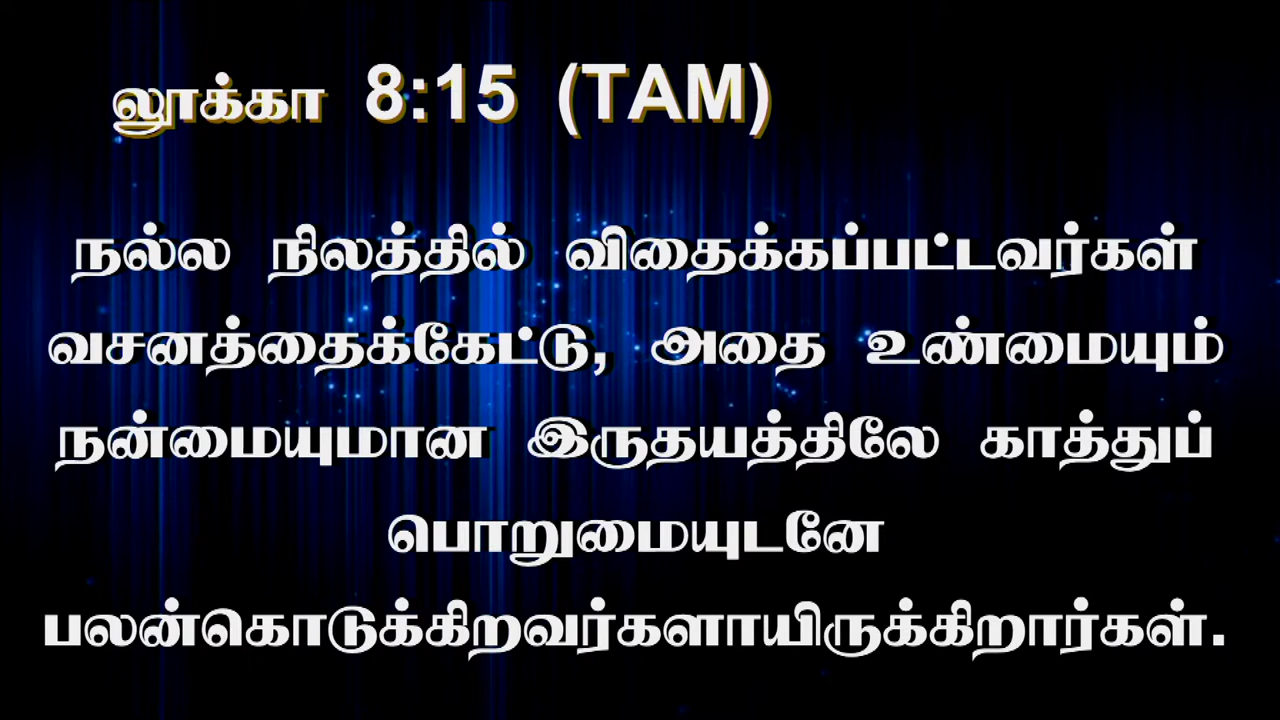 லூக்கா 8:15 (TAM)
நல்ல நிலத்தில் விதைக்கப்பட்டவர்கள்
வசனத்தைக்கேட்டு, அதை உண்மையும்
நன்மையுமான இருதயத்திலே காத்துப்
பொறுமையுடனே
பலன்கொடுக்கிறவர்களாயிருக்கிறார்கள்.